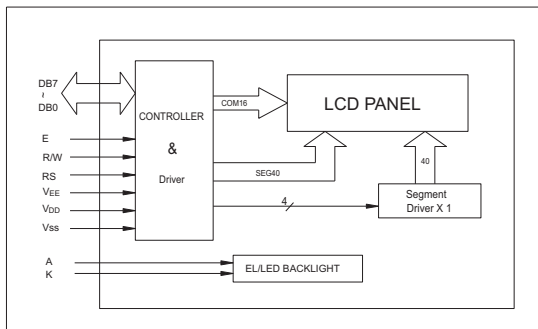 DB7
~
DB0
E
R/W
RS
VEE
VDD
Vss
A
K
CONTROLLER
&
Driver
COM16
SEG40
4
LCD PANEL
40
Segment
Driver X 1
EL/LED BACKLIGHT